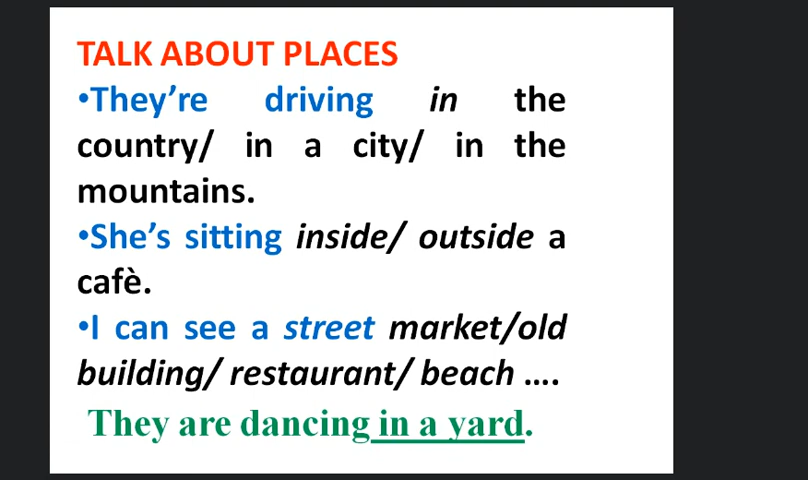 TALK ABOUT PLACES
•They’re driving in the
country/ in a city/ in the
mountains.
•She’s sitting inside/ outside a
cafè.
•I can see a street market/old
building/ restaurant/ beach ....
They are dancing in a yard.